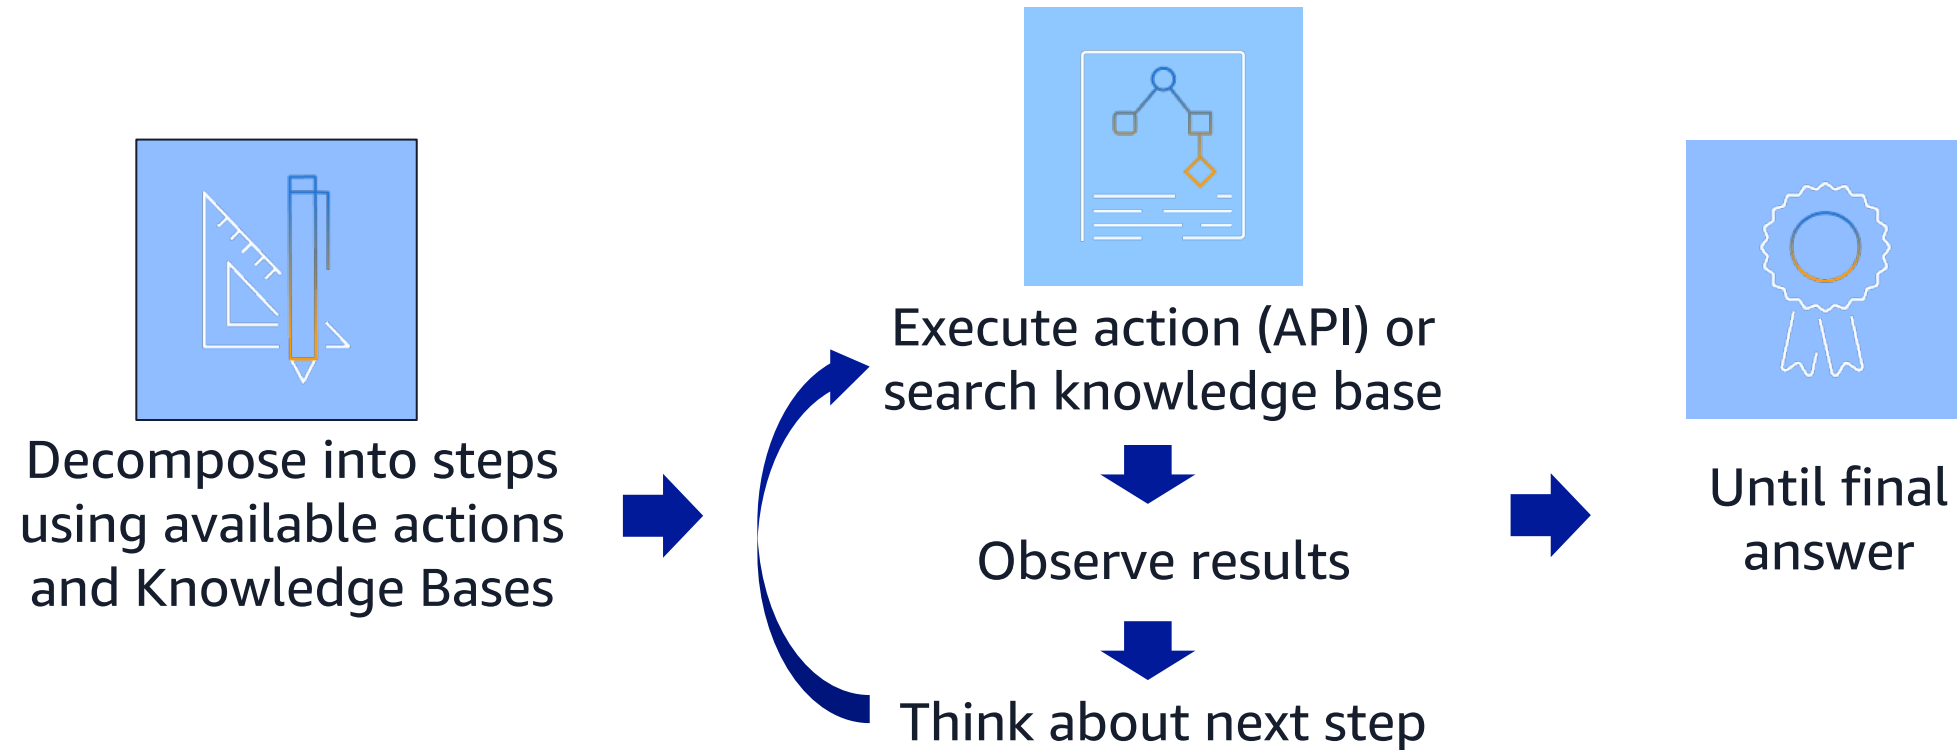 Decompose into steps
using available actions
and Knowledge Bases
Execute action (API) or
search knowledge base
Observe results
Think about next step
Until final
answer